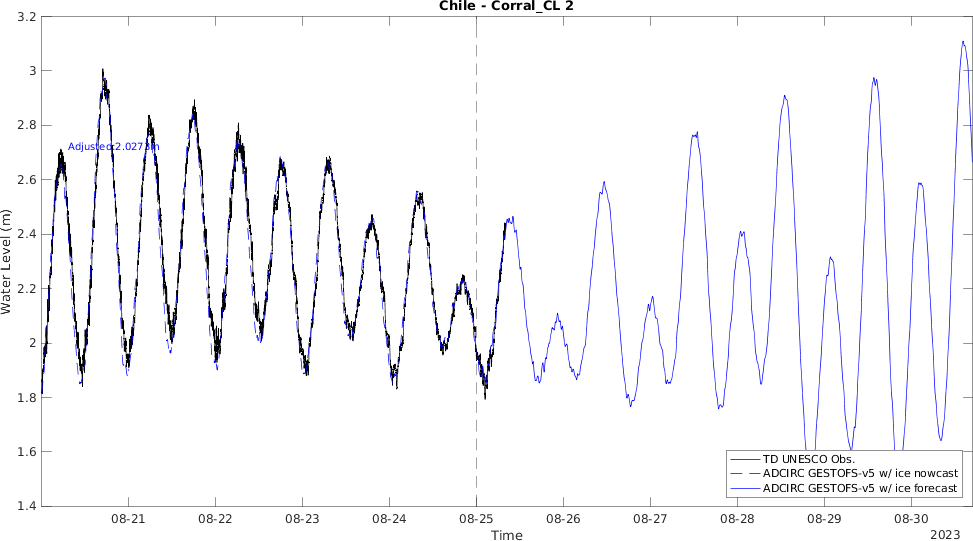 Chile - Corral_CL 2
3.2
3
2.8
2.6
2.4
2.2
2
1.8
1.6
1.4
Water Level (m)
Adjusted:2.0273m
TD UNESCO Obs.
ADCIRC GESTOFS-v5 w/ ice nowcast
ADCIRC GESTOFS-v5 w/ ice forecast
08-21 08-22 08-23 08-24 08-25 08-26 08-27 08-28 08-29 08-30
Time
2023